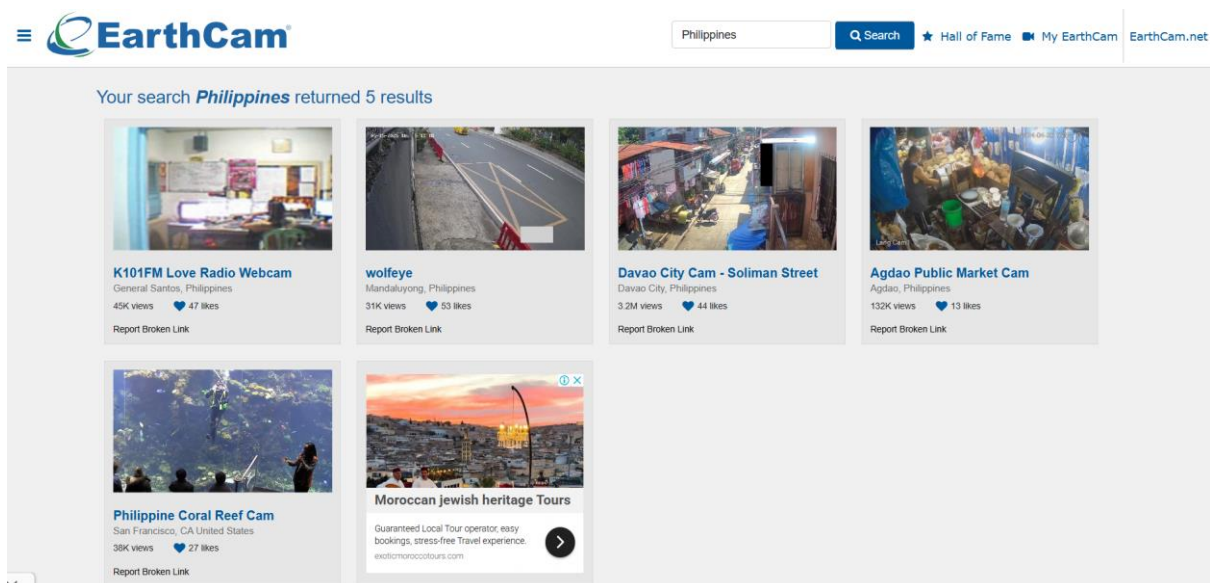 EarthCam
Philippines
Search
Hall of Fame
My EarthCam
EarthCam.net
Your search Philippines returned 5 results
K101FM Love Radio Webcam
General Santos, Philippines
45K views 47 likes
Report Broken Link
wolfeye
Mandaluyong, Philippines
31K views 53 likes
Report Broken Link
Davao City Cam - Soliman Street
Davao City, Philippines
3.2M views 44 likes
Report Broken Link
Lang Cam
Agdao Public Market Cam
Agdao, Philippines
132K views 13 likes
Report Broken Link
Philippine Coral Reef Cam
San Francisco, CA United States
38K views 27 likes
Report Broken Link
Moroccan jewish heritage Tours
Guaranteed Local Tour operator, easy
bookings, stress-free Travel experience.
exoticmoroccotours.com